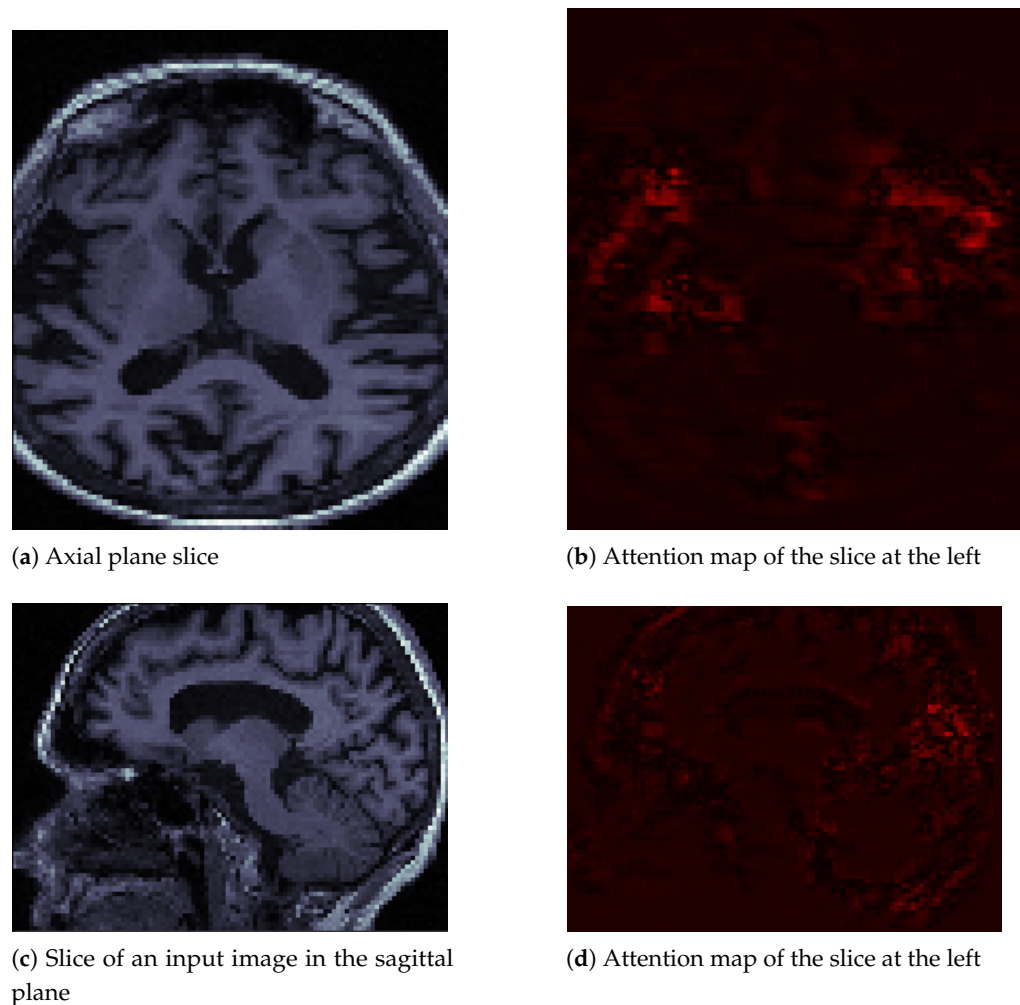 (a) Axial plane slice
(b) Attention map of the slice at the left
(c) Slice of an input image in the sagittal
plane
(d) Attention map of the slice at the left